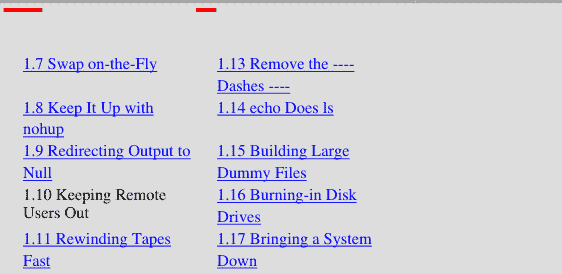 1.7 Swap on-the-Fly
1.8 Keep It Up with
nohup
1.9 Redirecting Output to
Null
1.10 Keeping Remote
Users Out
1.11 Rewinding Tapes
Fast
1.13 Remove the ----
Dashes ----
1.14 echo Does ls
1.15 Building Large
Dummy Files
1.16 Burning-in Disk
Drives
1.17 Bringing a System
Down